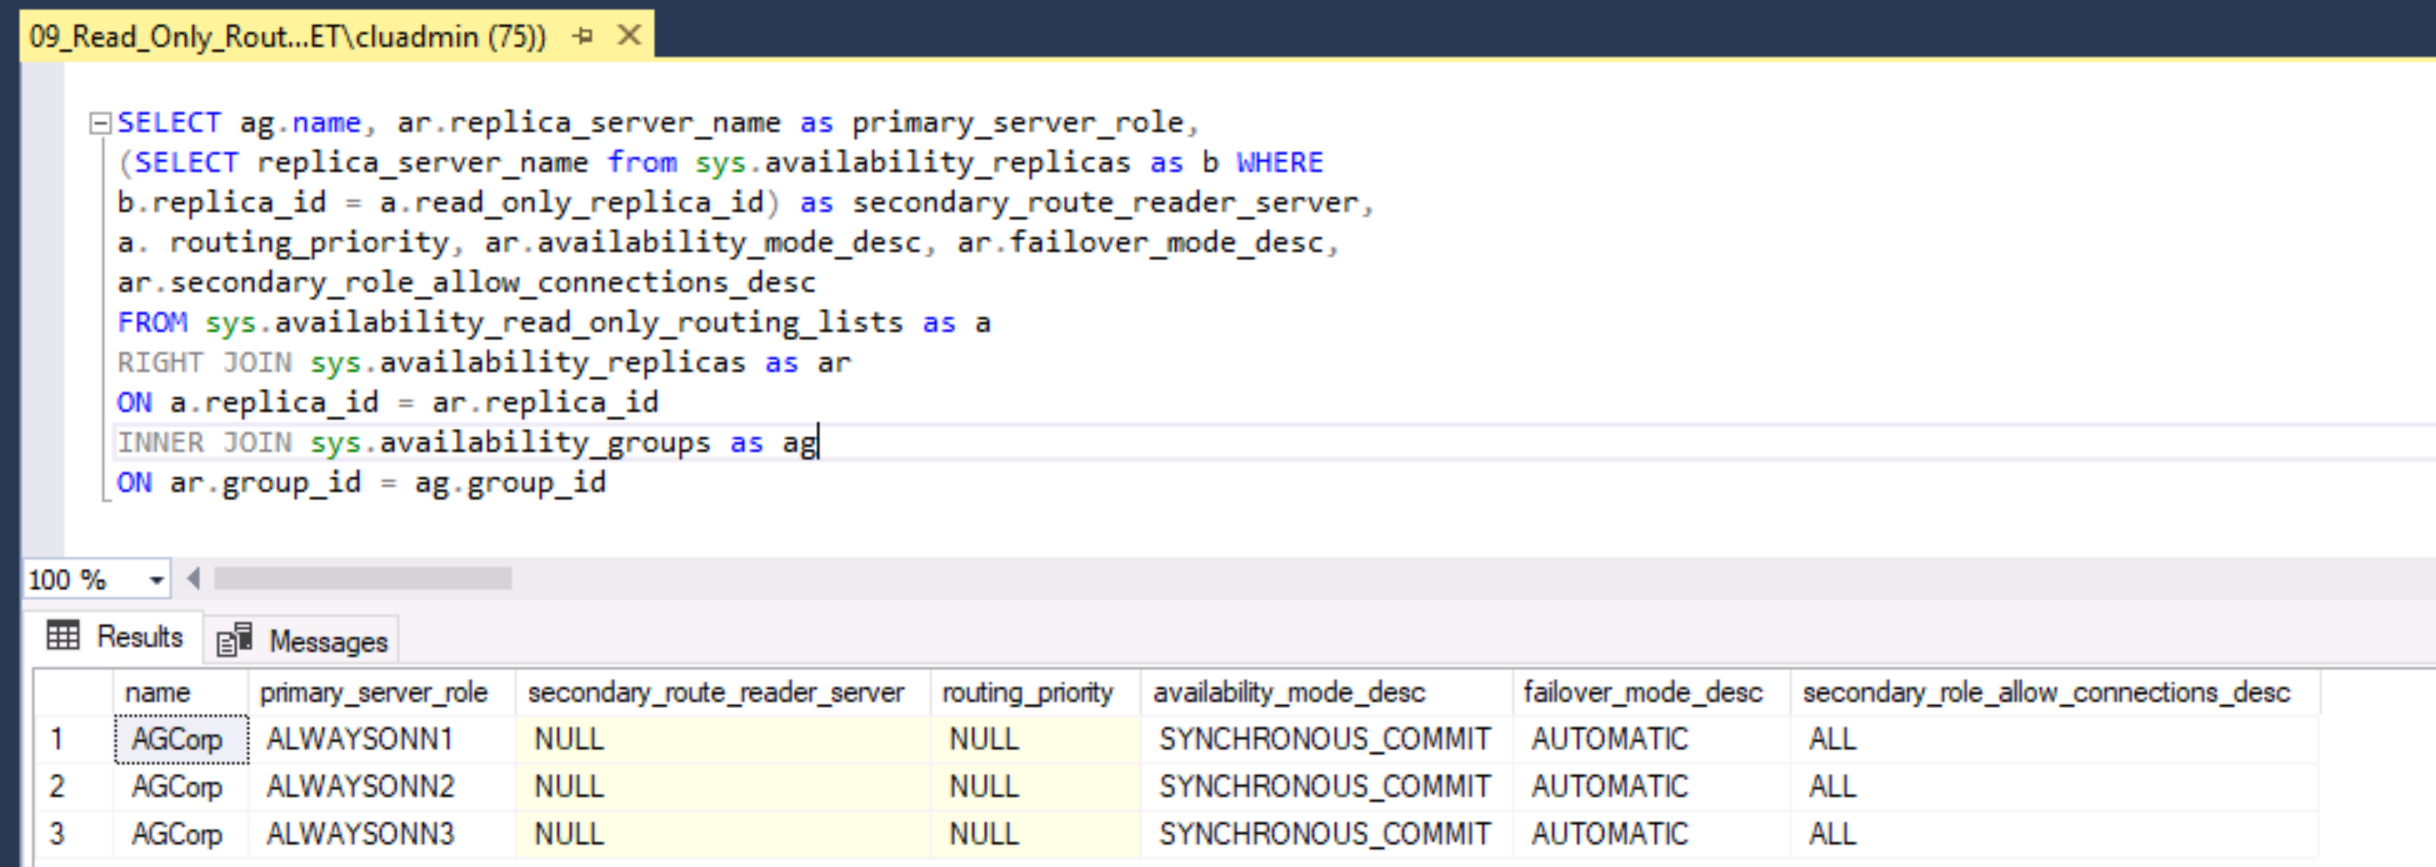 09_Read_Only_Rout...ET\cluadmin (75))
SELECT ag.name, ar.replica_server_name as primary_server_role,
(SELECT replica_server_name from sys.availability_replicas as b WHERE
b.replica_id = a.read_only_replica_id) as secondary_route_reader_server,
a. routing_priority, ar.availability_mode_desc, ar.failover_mode_desc,
ar.secondary_role_allow_connections_desc
FROM sys.availability_read_only_routing_lists as a
RIGHT JOIN sys.availability_replicas as ar
ON a.replica_id = ar.replica_id
INNER JOIN sys.availability_groups as ag
ON ar.group_id = ag.group_id
100 %
Results Messages
name primary_server_role secondary_route_reader_server routing_priority availability_mode_desc failover_mode_desc secondary_role_allow_connections_desc
1 AGCorp ALWAYSONN1 NULL NULL SYNCHRONOUS_COMMIT AUTOMATIC ALL
2 AGCorp ALWAYSONN2 NULL NULL SYNCHRONOUS_COMMIT AUTOMATIC ALL
3 AGCorp ALWAYSONN3 NULL NULL SYNCHRONOUS_COMMIT AUTOMATIC ALL